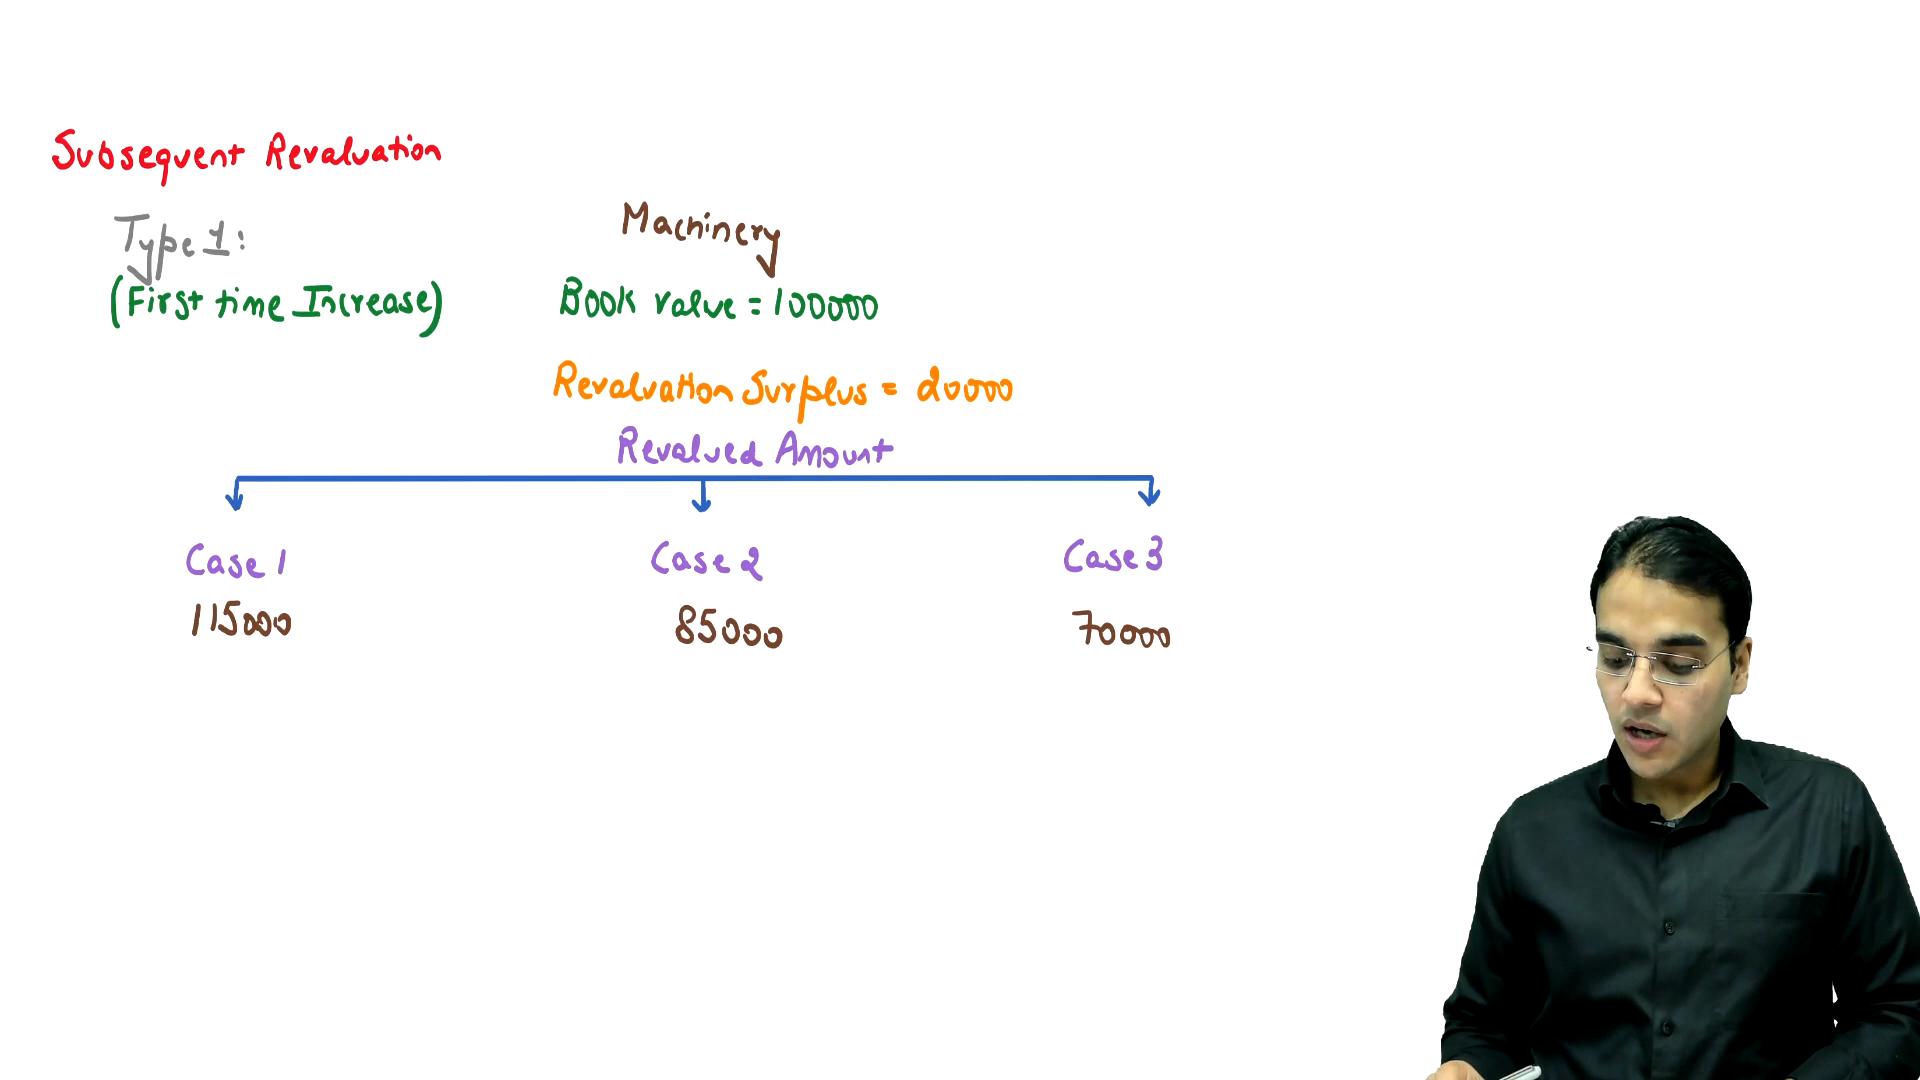 Subsequent Revaluation
Type 1:
(First time Increase)
Machinery
Book value = 100000
Revaluation Surplus = 20000
Revalued Amount
Case 1
Case 2
Case 3
115000
85000
70000